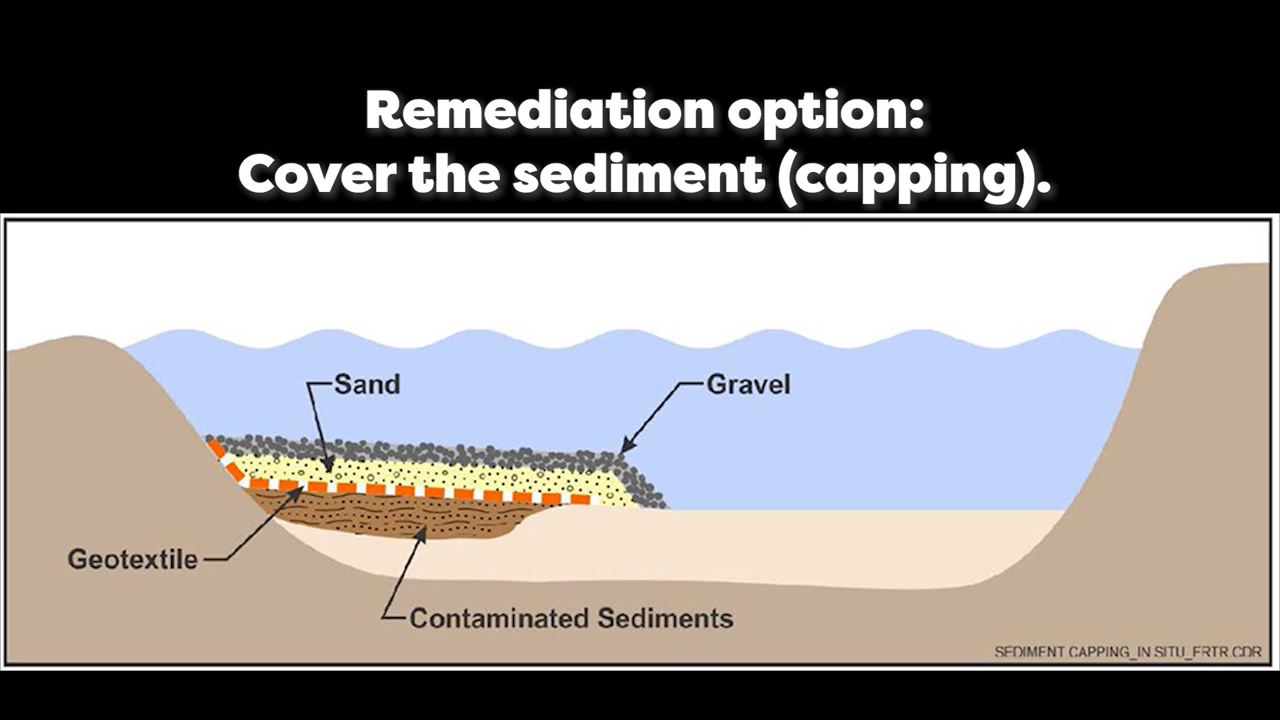 Remediation option:
Cover the sediment (capping).
Sand
Gravel
Geotextile
Contaminated Sediments
SEDIMENT CAPPING_IN SITU_FRTR.CDR